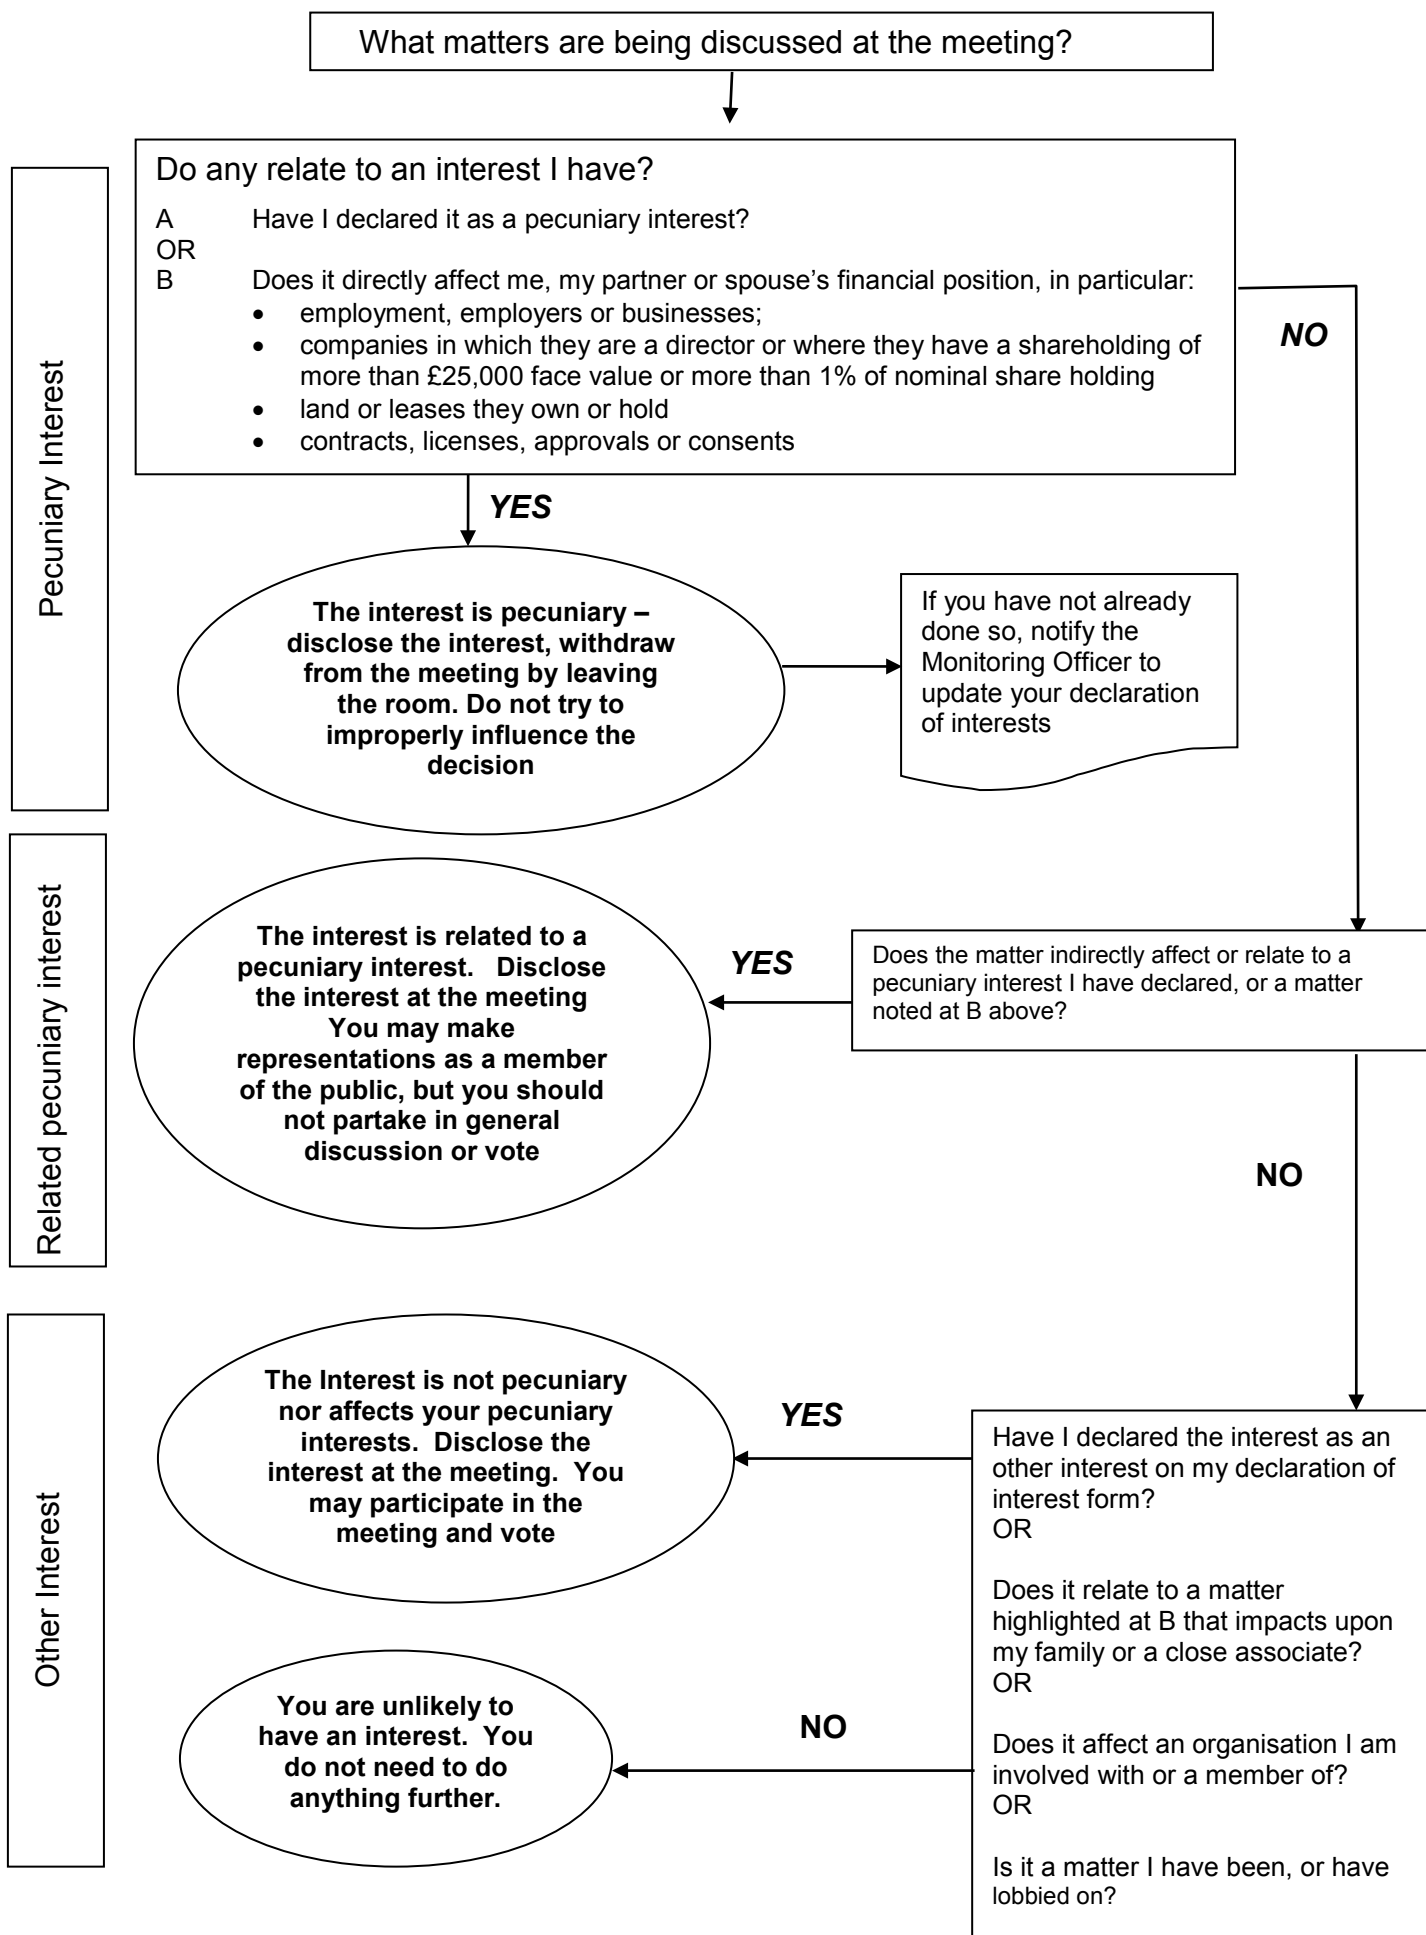 What matters are being discussed at the meeting?
Pecuniary Interest
Do any relate to an interest I have?
A Have I declared it as a pecuniary interest?
OR
B Does it directly affect me, my partner or spouse’s financial position, in particular:
• employment, employers or businesses;
• companies in which they are a director or where they have a shareholding of
more than £25,000 face value or more than 1% of nominal share holding
• land or leases they own or hold
• contracts, licenses, approvals or consents
NO
YES
The interest is pecuniary –
disclose the interest, withdraw
from the meeting by leaving
the room. Do not try to
improperly influence the
decision
If you have not already
done so, notify the
Monitoring Officer to
update your declaration
of interests
Related pecuniary interest
Does the matter indirectly affect or relate to a
pecuniary interest I have declared, or a matter
noted at B above?
YES
The interest is related to a
pecuniary interest. Disclose
the interest at the meeting
You may make
representations as a member
of the public, but you should
not partake in general
discussion or vote
NO
Other Interest
Have I declared the interest as an
other interest on my declaration of
interest form?
OR
Does it relate to a matter
highlighted at B that impacts upon
my family or a close associate?
OR
Does it affect an organisation I am
involved with or a member of?
OR
Is it a matter I have been, or have
lobbied on?
YES
The Interest is not pecuniary
nor affects your pecuniary
interests. Disclose the
interest at the meeting. You
may participate in the
meeting and vote
NO
You are unlikely to
have an interest. You
do not need to do
anything further.